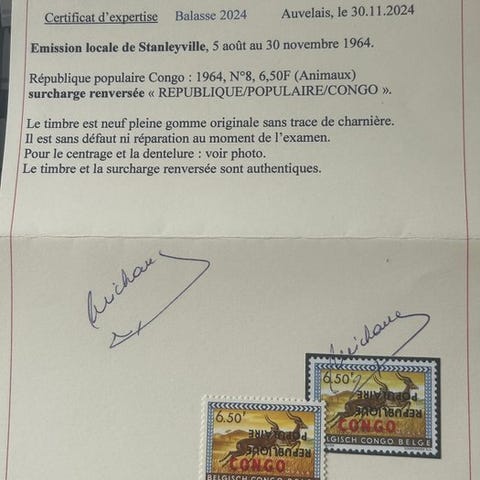 Certificat d'expertise Balasse 2024 Auvelais, le 30.11.2024
Emission locale de Stanleyville, 5 août au 30 novembre 1964.
République populaire Congo : 1964, N°8, 6,50F (Animaux)
surcharge renversée « REPUBLIQUE/POPULAIRE/CONGO ».
Le timbre est neuf pleine gomme originale sans trace de charnière.
Il est sans défaut ni réparation au moment de l'examen.
Pour le centrage et la dentelure : voir photo.
Le timbre et la surcharge renversée sont authentiques.
6.50F
POPULAIRE
REPUBLIQUE
CONGO
LGISCH CONGO BELGE
6.50F
POPULAIRE
REPUBLIQUE
CONGO